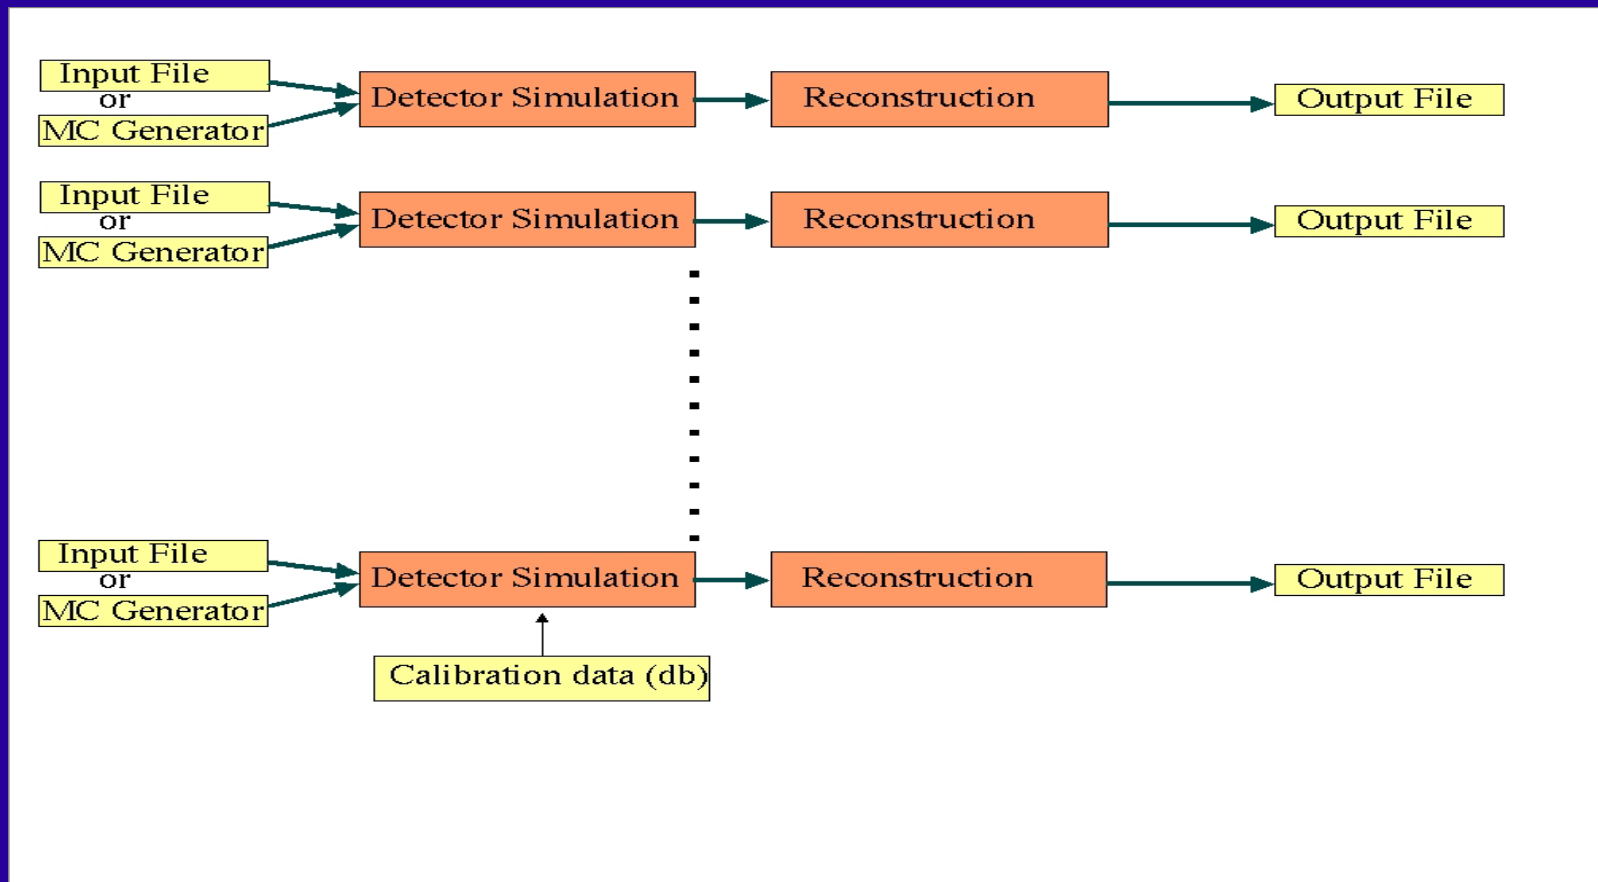 Input File
or
MC Generator
Detector Simulation
Reconstruction
Output File
Input File
or
MC Generator
Detector Simulation
Reconstruction
Output File
Input File
or
MC Generator
Detector Simulation
Reconstruction
Output File
Calibration data (db)